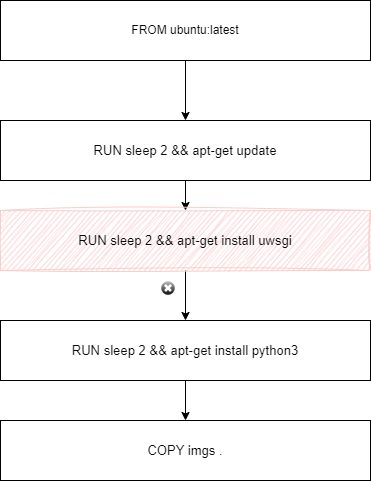 FROM ubuntu:latest
RUN sleep 2 && apt-get update
RUN sleep 2 && apt-get install uwsgi
RUN sleep 2 && apt-get install python3
COPY imgs .